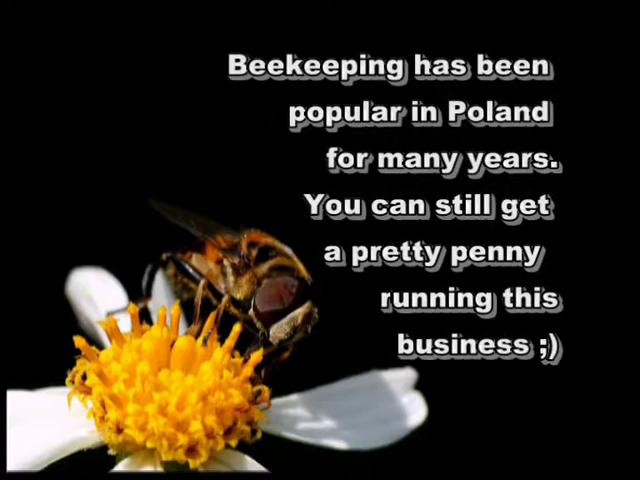 Beekeeping has been
popular in Poland
for many years.
You can still get
a pretty penny
running this
business ;)